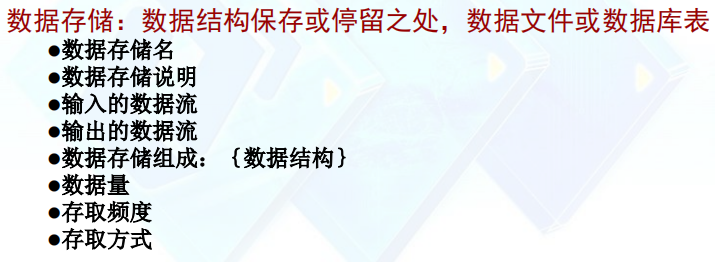 数据存储：数据结构保存或停留之处，数据文件或数据库表
●数据存储名
●数据存储说明
●输入的数据流
●输出的数据流
●数据存储组成：｛数据结构｝
●数据量
●存取频度
●存取方式